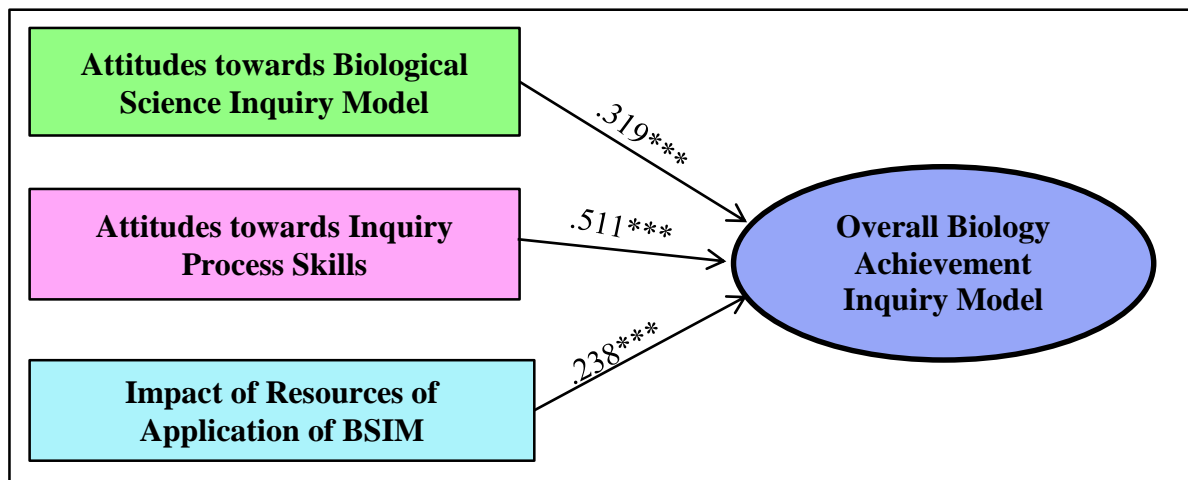 Attitudes towards Biological
Science Inquiry Model
.319***
Attitudes towards Inquiry
Process Skills
.511***
Overall Biology
Achievement
Inquiry Model
Impact of Resources of
Application of BSIM
.238***